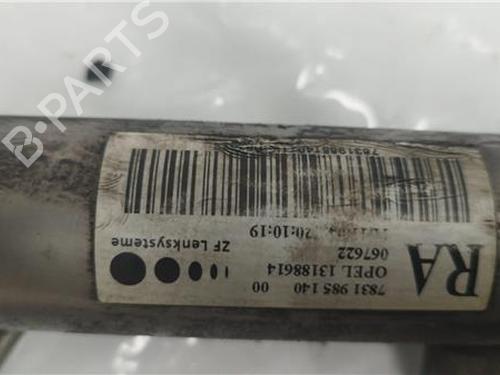 B-PARTS
7831 985 140 00
OPEL 13188614
067622
RA
20:10:19
ZF Lenksysteme